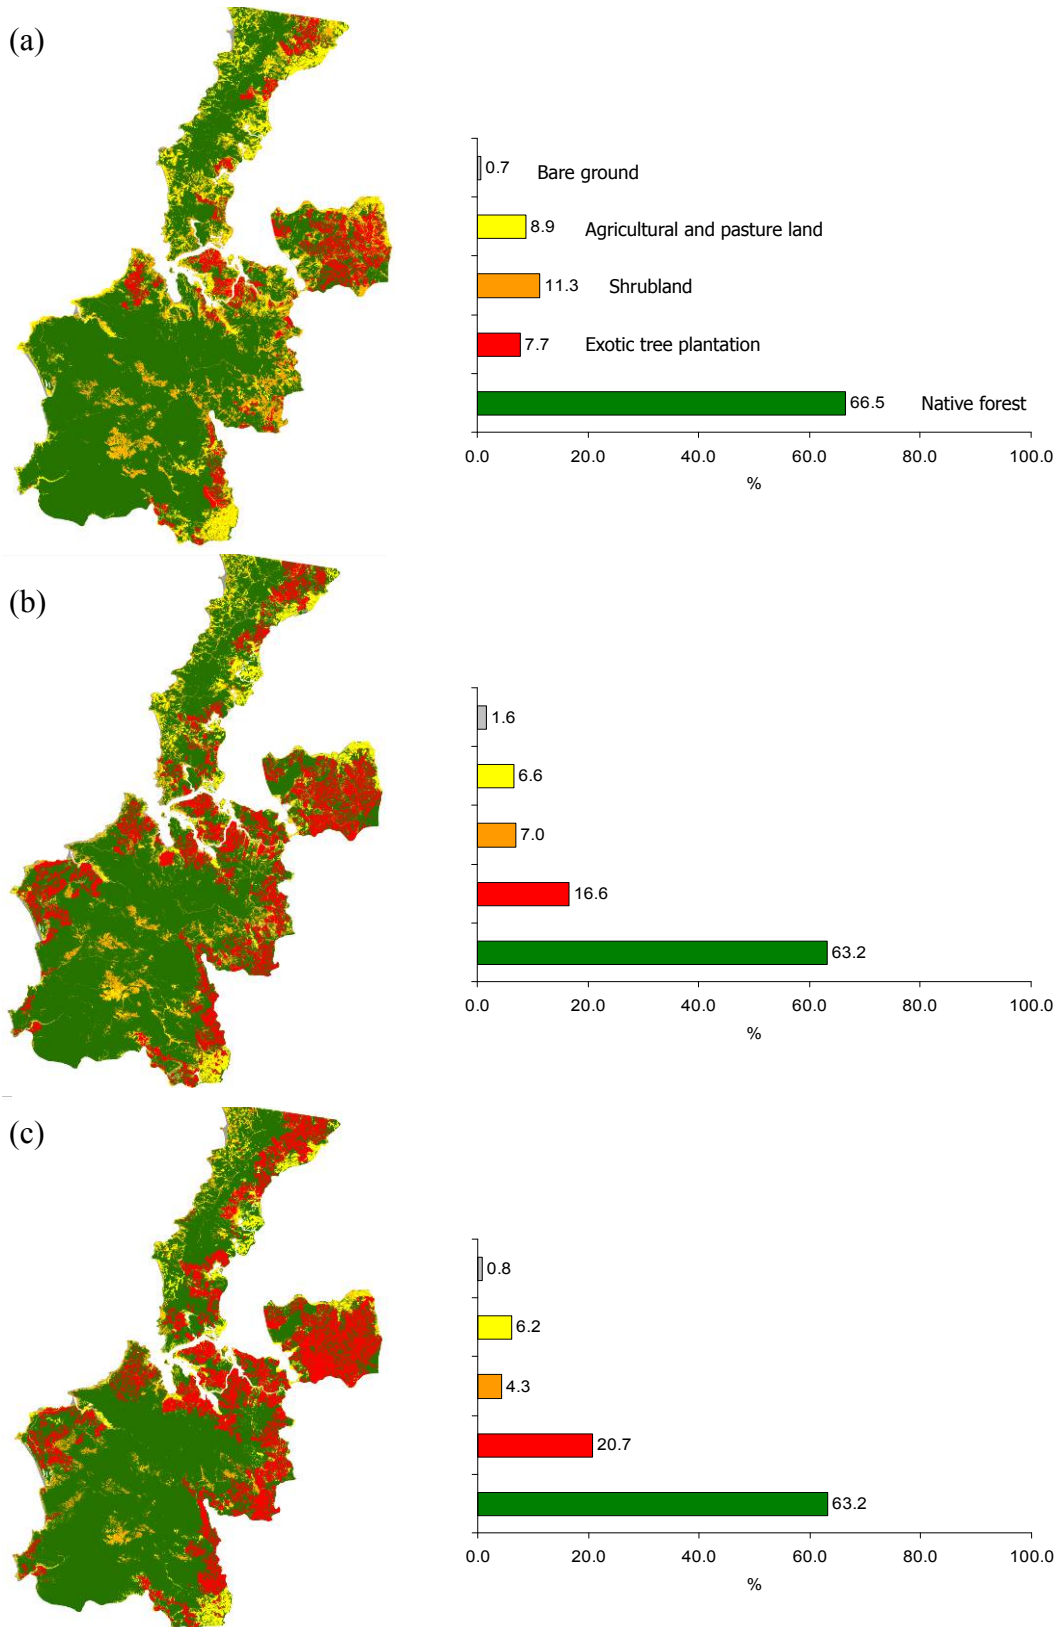 (a)
0.7 Bare ground
8.9 Agricultural and pasture land
11.3 Shrubland
7.7 Exotic tree plantation
66.5 Native forest
0.0 20.0 40.0 60.0 80.0 100.0
%
(b)
1.6
6.6
7.0
16.6
63.2
0.0 20.0 40.0 60.0 80.0 100.0
%
(c)
0.8
6.2
4.3
20.7
63.2
0.0 20.0 40.0 60.0 80.0 100.0
%